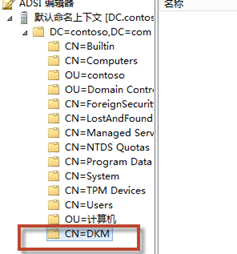 ADSI 编辑器
名称
默认命名上下文 [DC.contos
DC=contoso,DC=com
CN=Builtin
CN=Computers
OU=contoso
OU=Domain Contro
CN=ForeignSecurit
CN=LostAndFound
CN=Managed Serv
CN=NTDS Quotas
CN=Program Data
CN=System
CN=TPM Devices
CN=Users
OU=计算机
CN=DKM